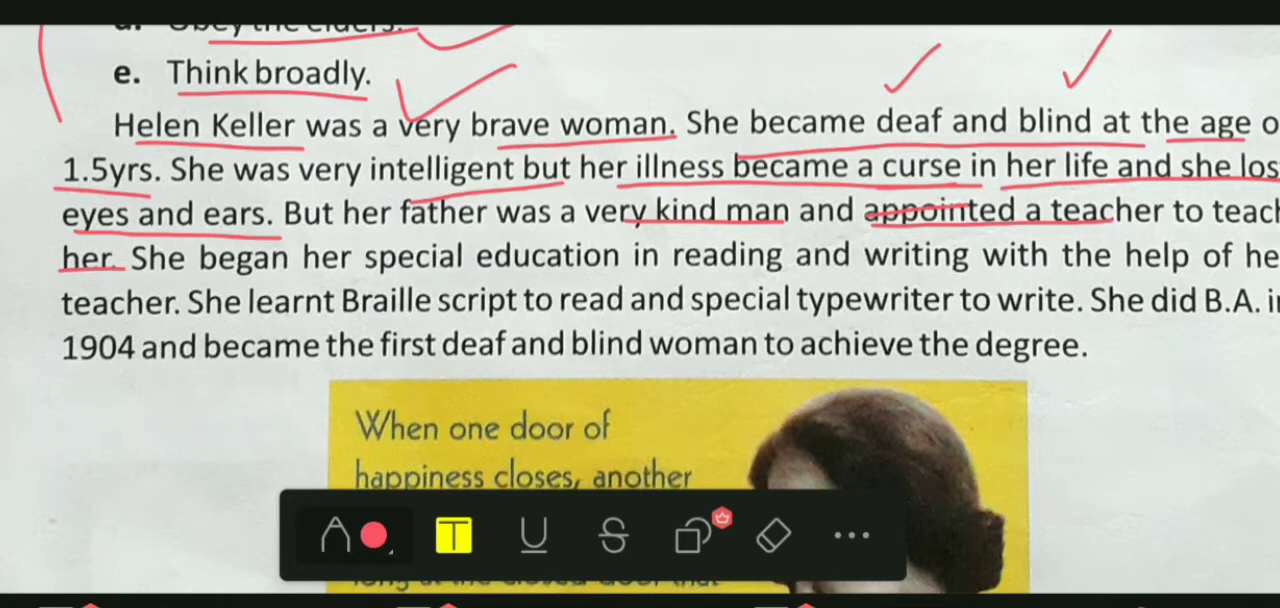 e. Think broadly.
Helen Keller was a very brave woman. She became deaf and blind at the age
1.5yrs. She was very intelligent but her illness became a curse in her life and she
eyes and ears. But her father was a very kind man and appointed a teacher to
her. She began her special education in reading and writing with the help of
teacher. She learnt Braille script to read and special typewriter to write. She did B.A.
1904 and became the first deaf and blind woman to achieve the degree.
When one door of
happiness closes, another